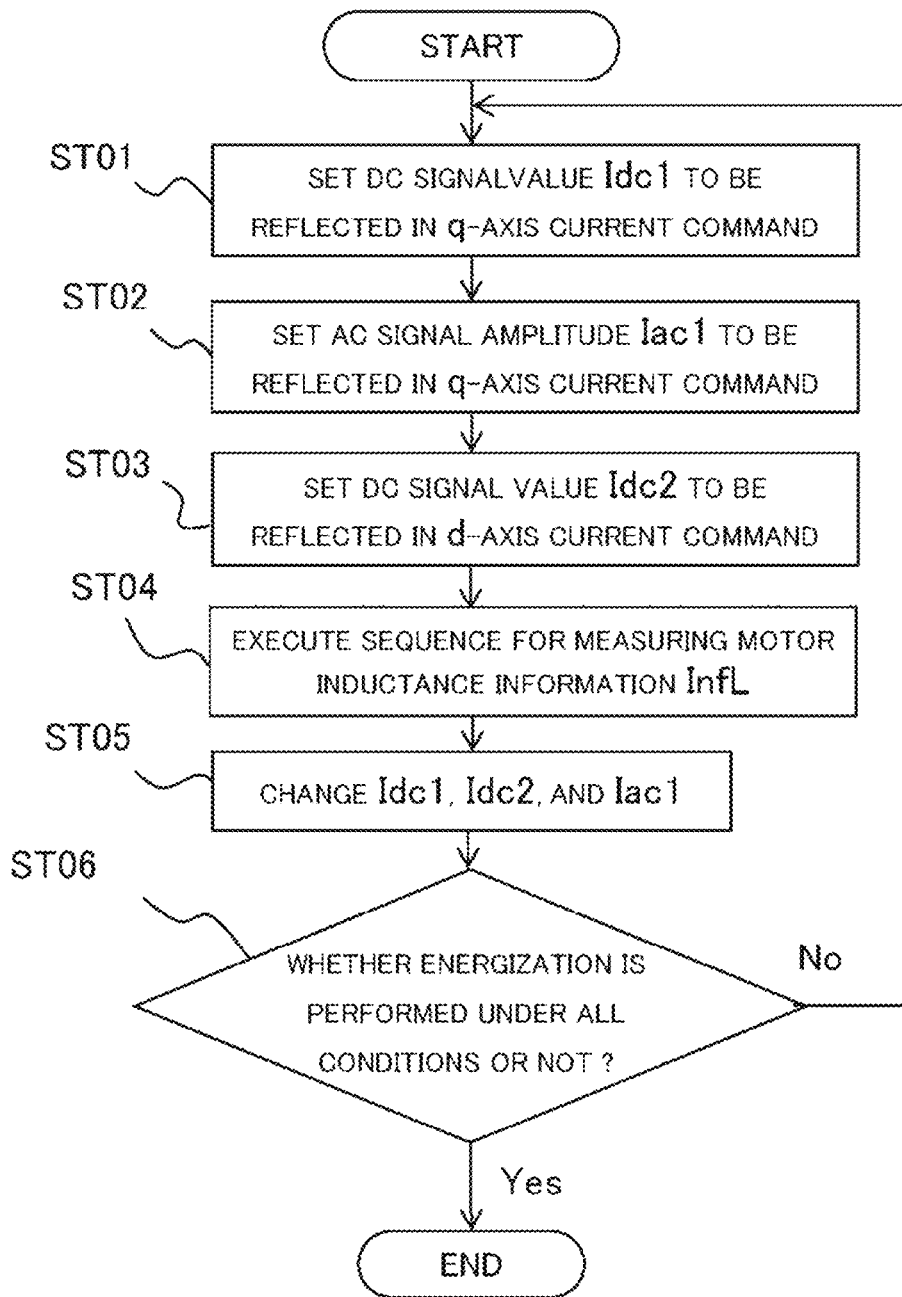 START
ST01
SET DC SIGNALVALUE Idc1 TO BE
REFLECTED IN q-AXIS CURRENT COMMAND
ST02
SET AC SIGNAL AMPLITUDE Iac1 TO BE
REFLECTED IN q-AXIS CURRENT COMMAND
ST03
SET DC SIGNAL VALUE Idc2 TO BE
REFLECTED IN d-AXIS CURRENT COMMAND
ST04
EXECUTE SEQUENCE FOR MEASURING MOTOR
INDUCTANCE INFORMATION InfL
ST05
CHANGE Idc1, Idc2, AND Iac1
ST06
WHETHER ENERGIZATION IS
PERFORMED UNDER ALL
CONDITIONS OR NOT ?
No
Yes
END